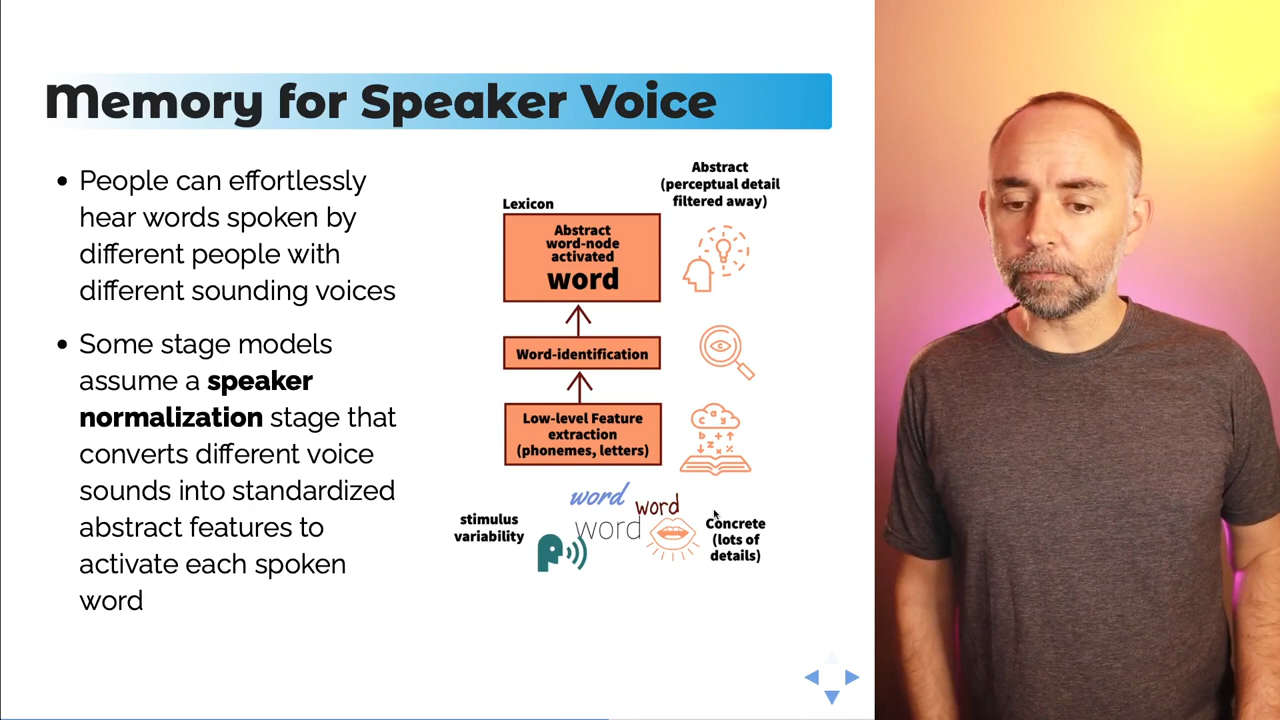 Memory for Speaker Voice
People can effortlessly
hear words spoken by
different people with
different sounding voices
Some stage models
assume a speaker
normalization stage that
converts different voice
sounds into standardized
abstract features to
activate each spoken
word
Abstract
(perceptual detail
filtered away)
Lexicon
Abstract
word-node
activated
word
Word-identification
Low-level Feature
extraction
(phonemes, letters)
c a y
b + +
z x %
word
word
word
stimulus
variability
Concrete
(lots of
details)